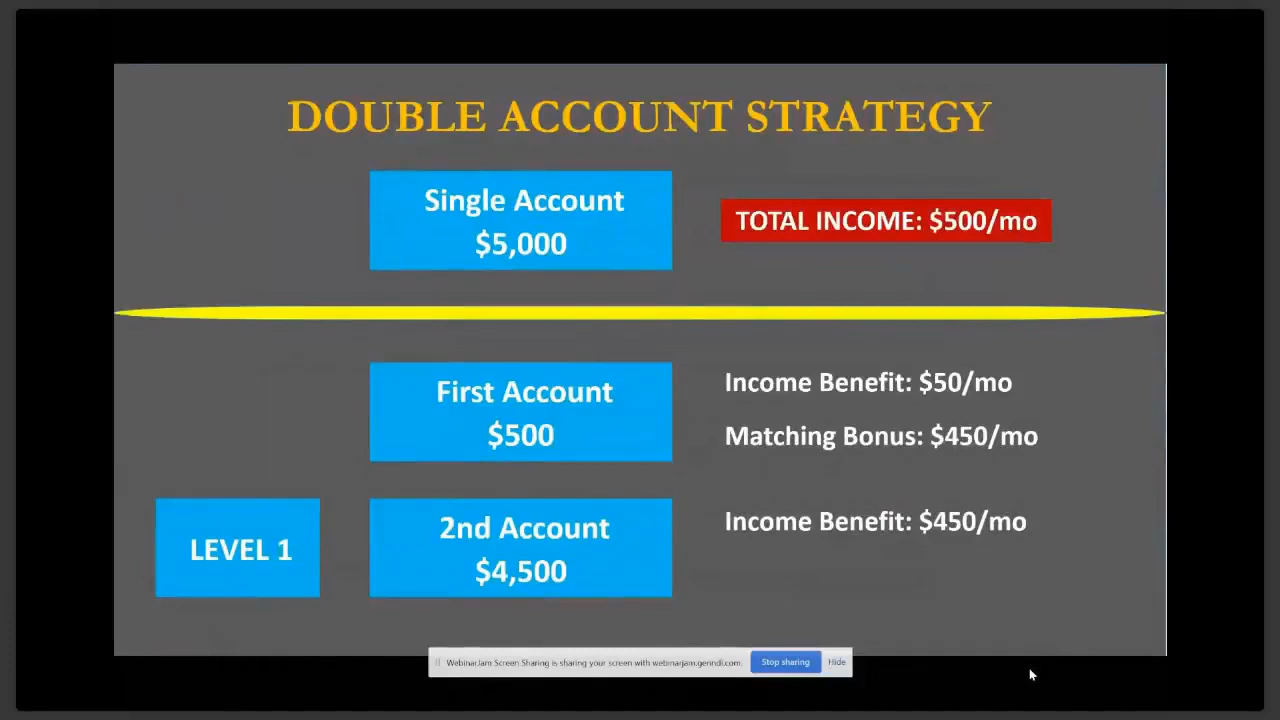 DOUBLE ACCOUNT STRATEGY
Single Account
$5,000
TOTAL INCOME: $500/mo
First Account
$500
Income Benefit: $50/mo
Matching Bonus: $450/mo
LEVEL 1
2nd Account
$4,500
Income Benefit: $450/mo
WebinarJam Screen Sharing is sharing your screen with webinarjam.genndi.com.
Stop sharing
Hide